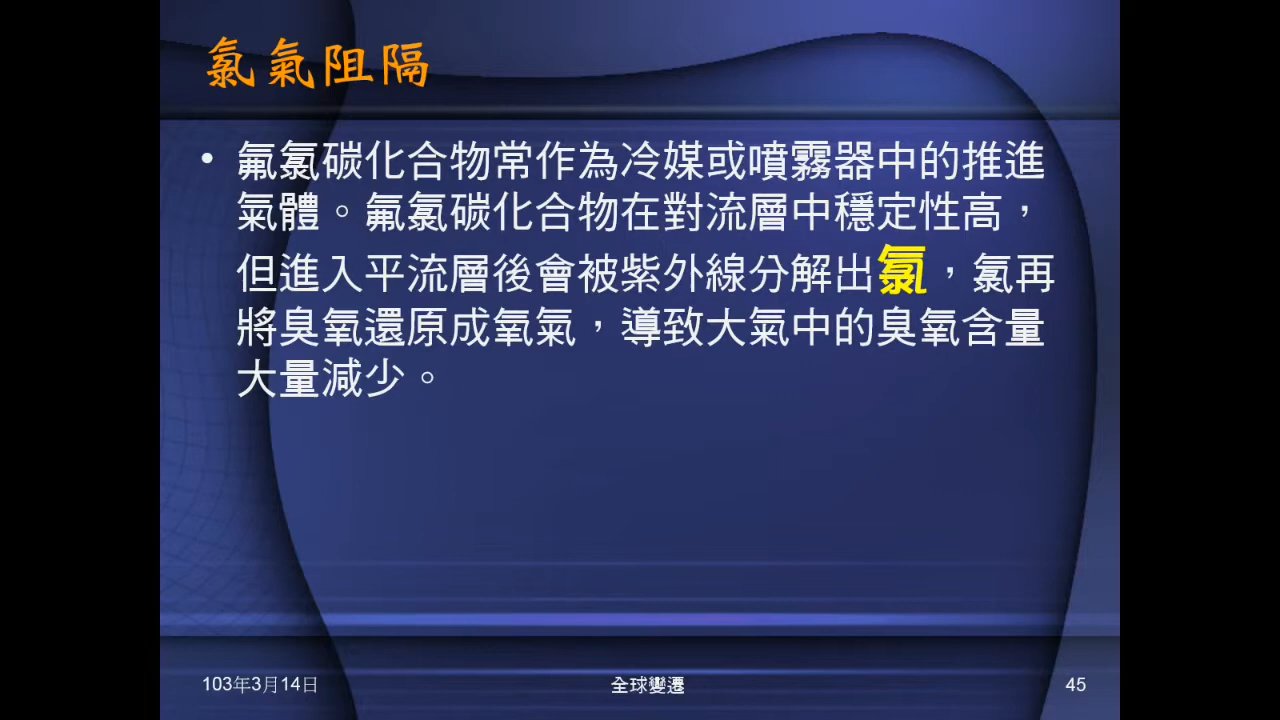 氯氣阻隔
• 氟氯碳化合物常作為冷媒或噴霧器中的推進
氣體。氟氯碳化合物在對流層中穩定性高，
但進入平流層後會被紫外線分解出氯，氯再
將臭氧還原成氧氣，導致大氣中的臭氧含量
大量減少。
103年3月14日
全球變遷
45